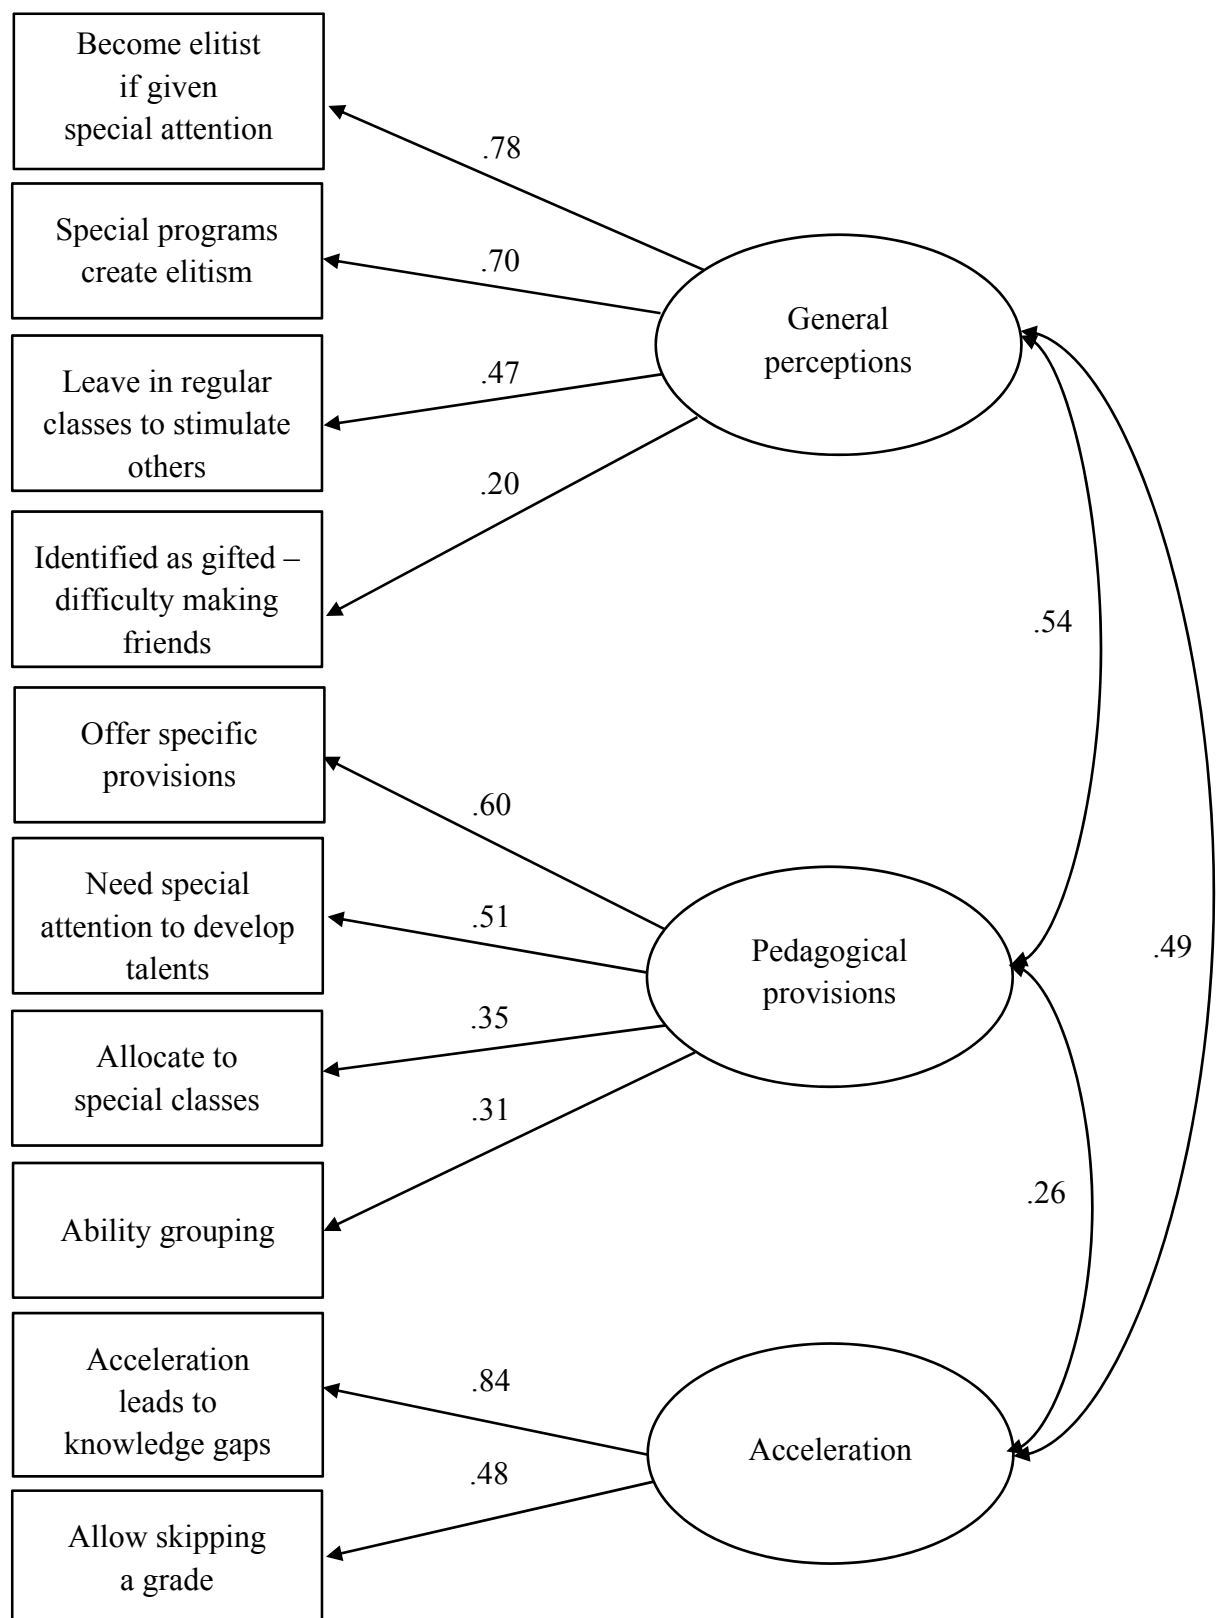 Become elitist
if given
special attention
.78
Special programs
create elitism
.70
General
perceptions
Leave in regular
classes to stimulate
others
.47
.20
Identified as gifted –
difficulty making
friends
.54
Offer specific
provisions
.60
Need special
attention to develop
talents
.51
Pedagogical
provisions
.49
.35
Allocate to
special classes
.31
.26
Ability grouping
Acceleration
leads to
knowledge gaps
.84
Acceleration
.48
Allow skipping
a grade